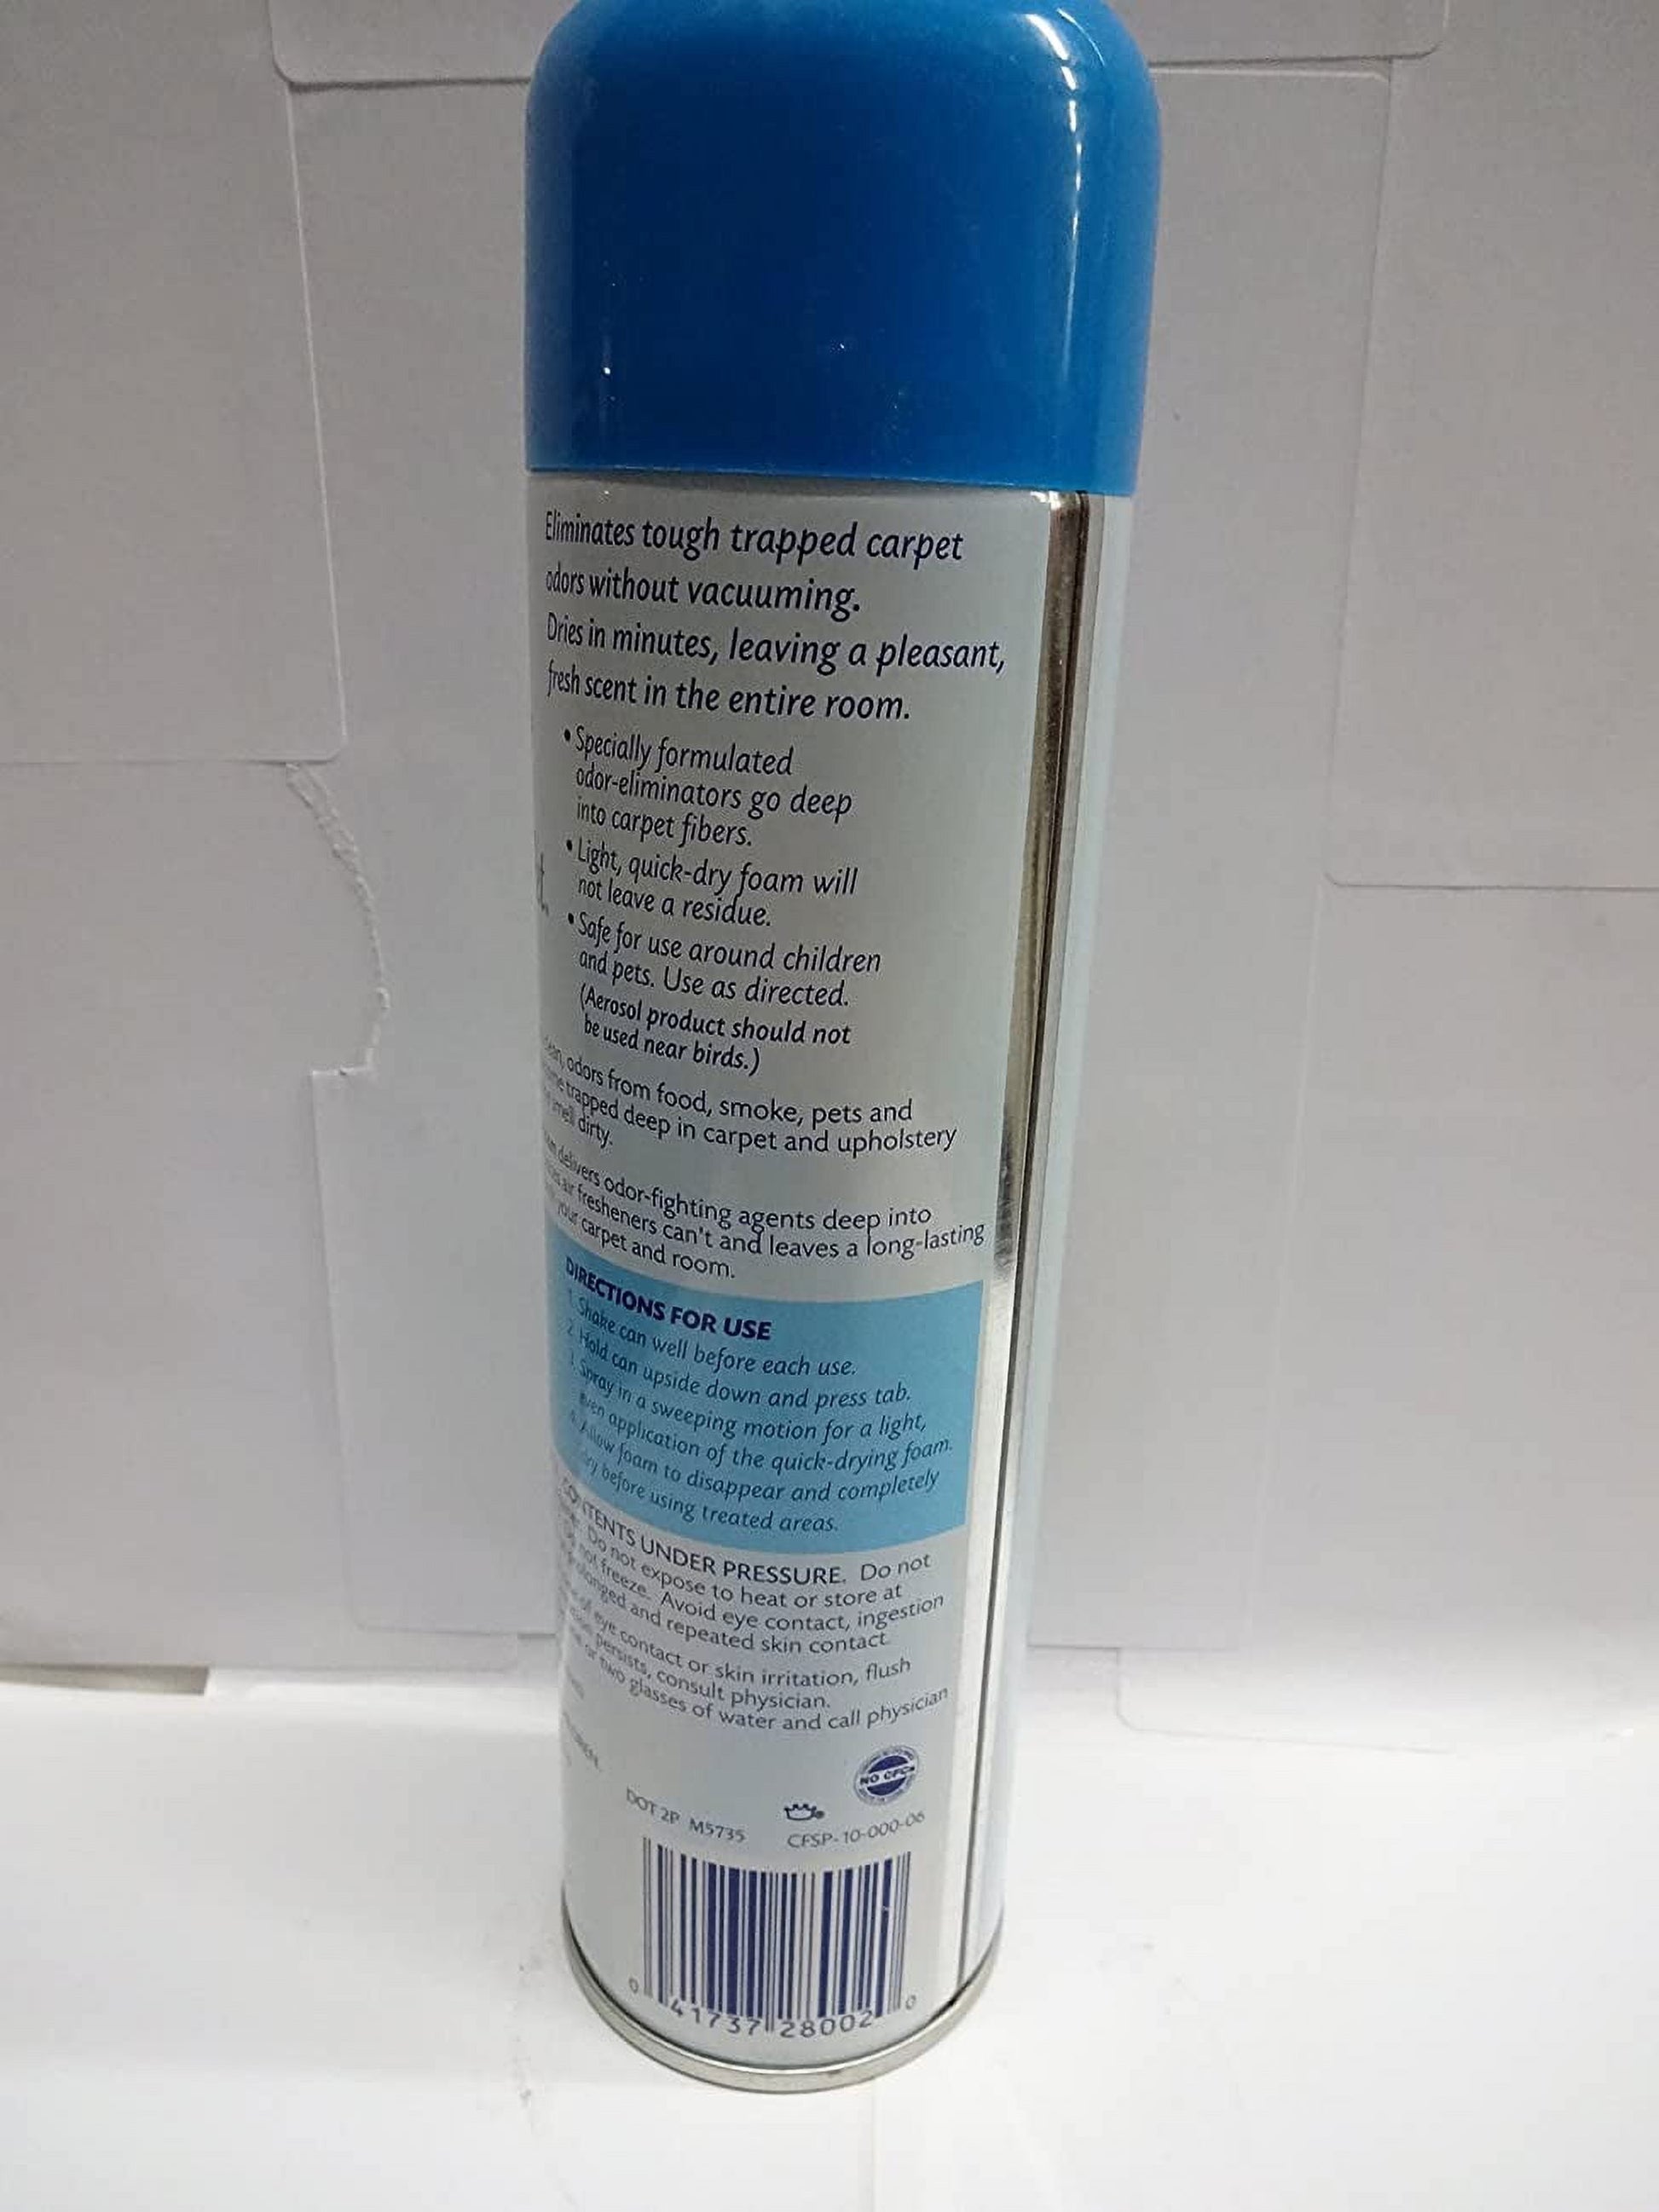 Eliminates tough trapped carpet
odors without vacuuming.
Dries in minutes, leaving a pleasant,
fresh scent in the entire room.
• Specially formulated
odor-eliminators go deep
into carpet fibers.
• Light, quick-dry foam will
not leave a residue.
• Safe for use around children
and pets. Use as directed.
(Aerosol product should not
be used near birds.)
odors from food, smoke, pets and
trapped deep in carpet and upholstery
smell dirty.
delivers odor-fighting agents deep into
air fresheners can't and leaves a long-lasting
your carpet and room.
DIRECTIONS FOR USE
1. Shake can well before each use.
2. Hold can upside down and press tab.
3. Spray in a sweeping motion for a light,
even application of the quick-drying foam.
4. Allow foam to disappear and completely
dry before using treated areas.
CONTENTS UNDER PRESSURE. Do not
Do not expose to heat or store at
not freeze. Avoid eye contact, ingestion
prolonged and repeated skin contact.
of eye contact or skin irritation, flush
persists, consult physician.
or two glasses of water and call physician
NO CFCs
DOT 2P M5735
CFSP-10-000-06
0 41737 28002 0